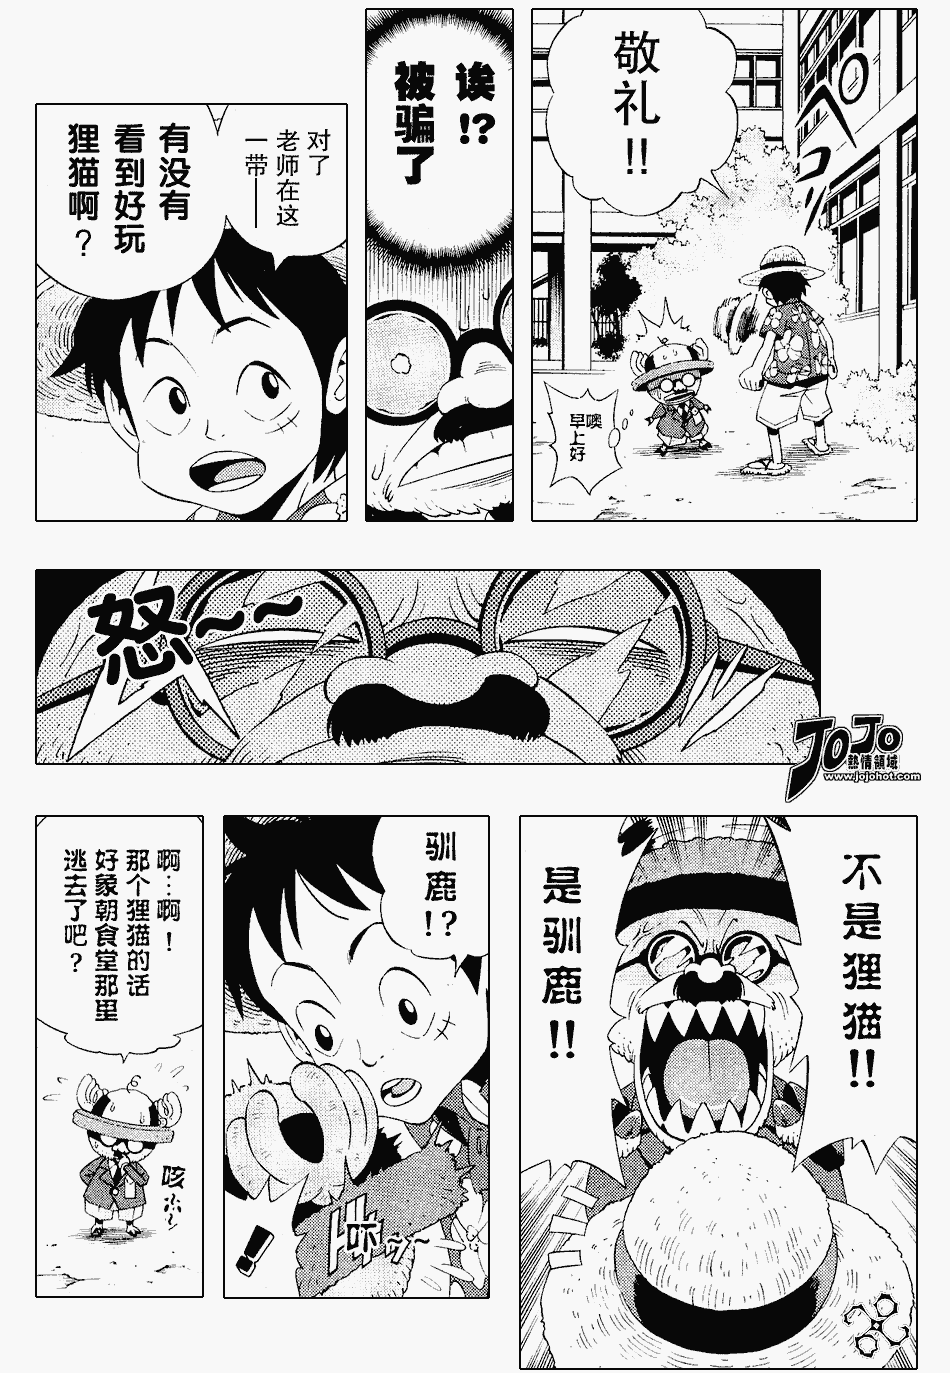 敬
礼
!!
噢
早上好
诶!?
被骗了
对了
老师在这
一带——
有没有
看到好玩
狸猫啊？
怒~~
JOJO
熱情領域
www.jojohot.com
不是狸猫!!
是驯鹿!!
驯鹿!?
咔
~~
!
啊…啊！
那个狸猫的话
好象朝食堂那里
逃去了吧？
咳